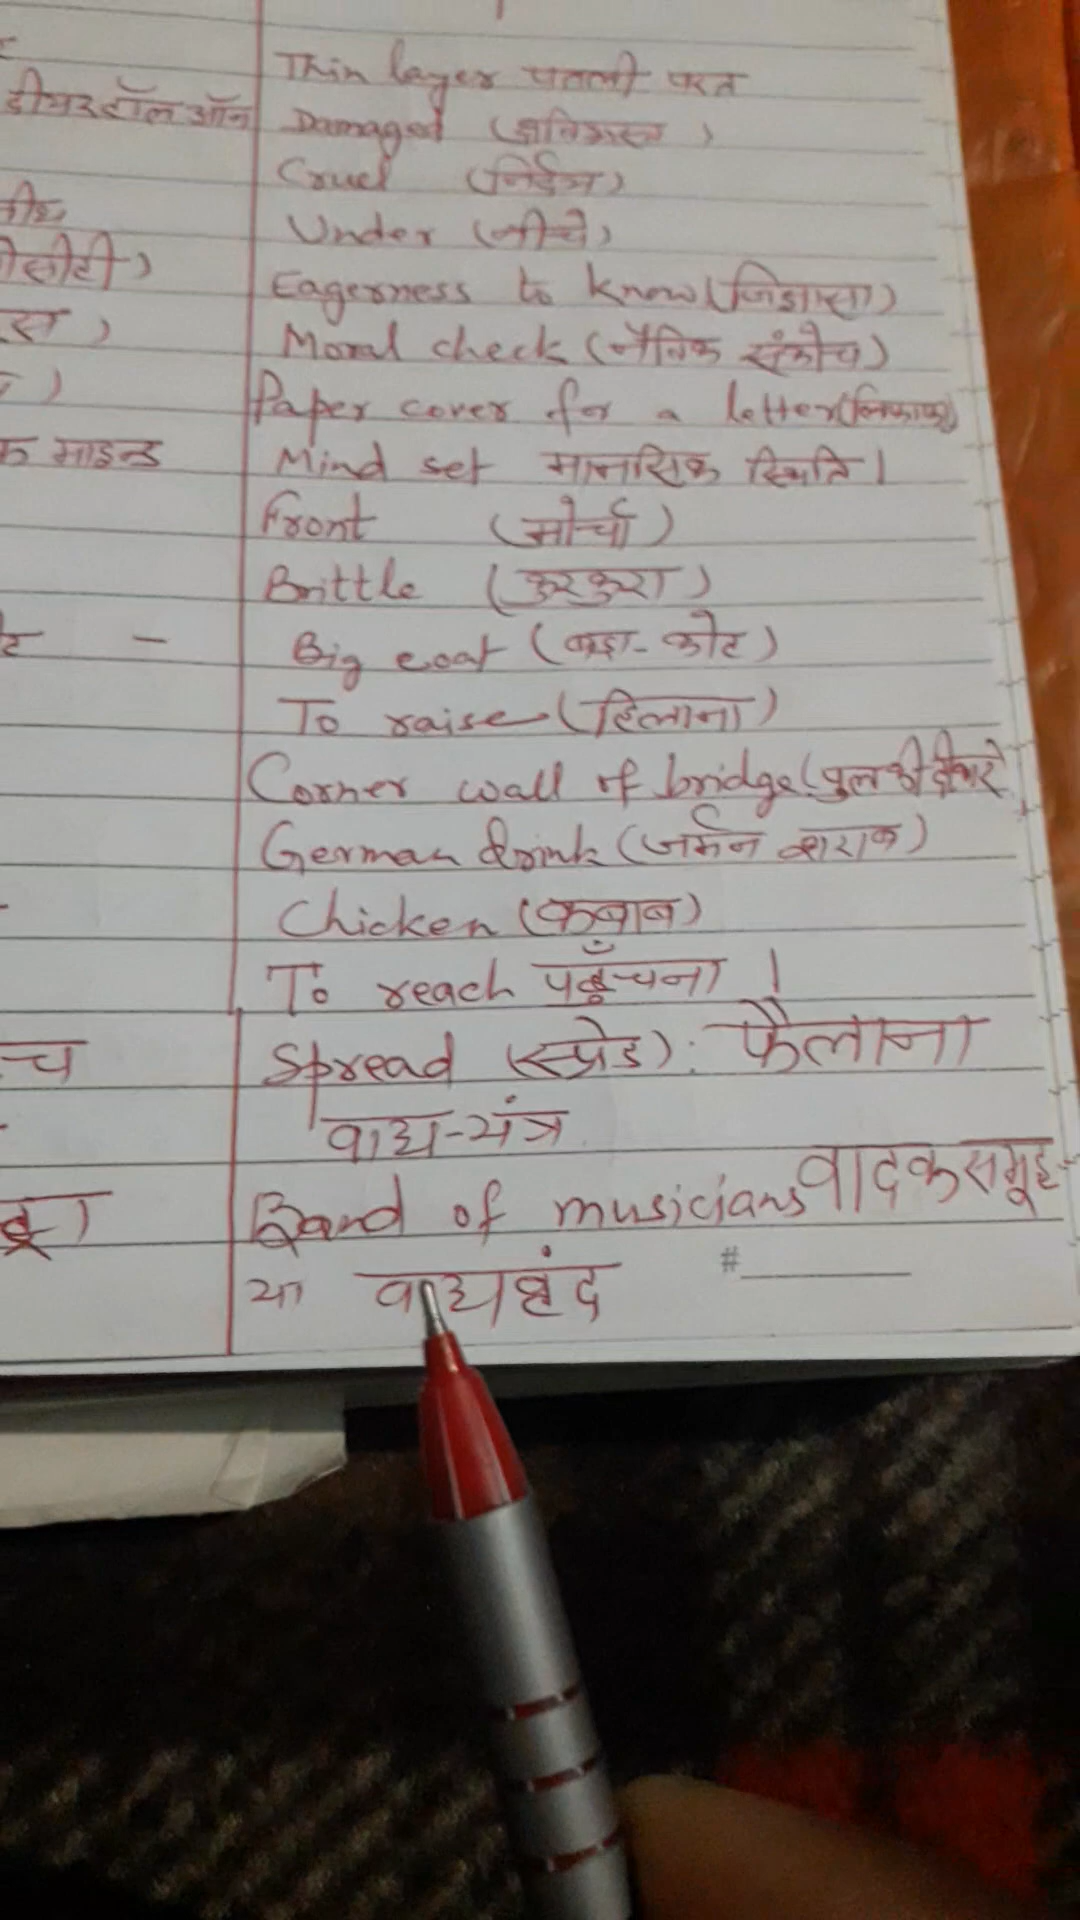 Thin layer पतली परत
डीयर टॉल ऑन Damaged (क्षतिग्रस्त)
Cruel (निर्दय)
Under (नीचे)
Eagerness to know (जिज्ञासा)
Moral check (नैतिक संकोच)
Paper cover for a letter (लिफाफा)
क माइन्ड Mind set मानसिक स्थिति।
Front (मोर्चा)
Brittle (कुरकुरा)
- Big coat (बड़ा-कोट)
To raise (हिलाना)
Corner wall of bridge (पुल की दीवारे
German drink (जर्मन शराब)
Chicken (कबाब)
To reach पहुँचना।
च Spread (स्प्रेड): फैलाना
वाद्य-यंत्र
Band of musicians वादक समूह-
या वाद्यवृंद #